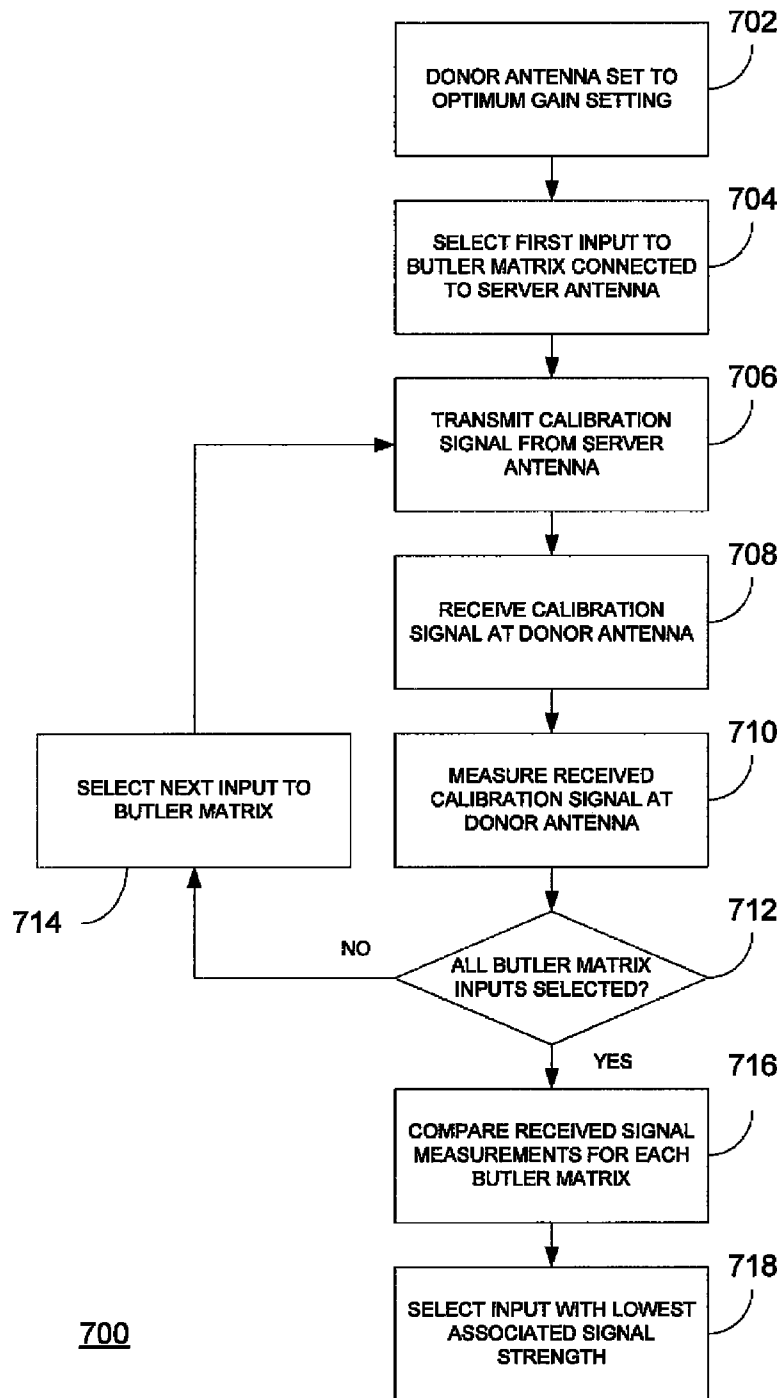 702
DONOR ANTENNA SET TO
OPTIMUM GAIN SETTING
704
SELECT FIRST INPUT TO
BUTLER MATRIX CONNECTED
TO SERVER ANTENNA
706
TRANSMIT CALIBRATION
SIGNAL FROM SERVER
ANTENNA
708
RECEIVE CALIBRATION
SIGNAL AT DONOR ANTENNA
710
MEASURE RECEIVED
CALIBRATION SIGNAL AT
DONOR ANTENNA
SELECT NEXT INPUT TO
BUTLER MATRIX
714
712
NO
ALL BUTLER MATRIX
INPUTS SELECTED?
YES
716
COMPARE RECEIVED SIGNAL
MEASUREMENTS FOR EACH
BUTLER MATRIX
718
SELECT INPUT WITH LOWEST
ASSOCIATED SIGNAL
STRENGTH
700